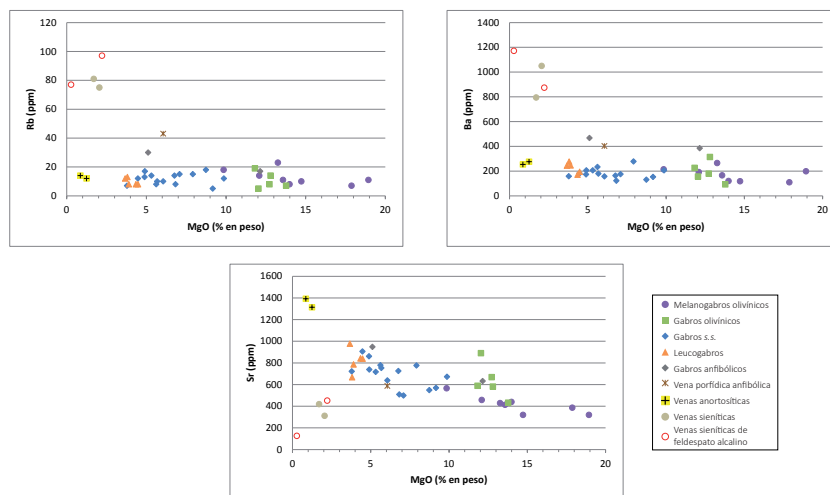 120
100
80
60
40
20
0
Rb (ppm)
0 5 10 15 20
MgO (% en peso)
1400
1200
1000
800
600
400
200
0
Ba (ppm)
0 5 10 15 20
MgO (% en peso)
1600
1400
1200
1000
800
600
400
200
0
Sr (ppm)
0 5 10 15 20
MgO (% en peso)
Melanogabros olivínicos
Gabros olivínicos
Gabros s.s.
Leucogabros
Gabros anfibólicos
Vena porfídica anfibólica
Venas anortosíticas
Venas sieníticas
Venas sieníticas de
feldespato alcalino